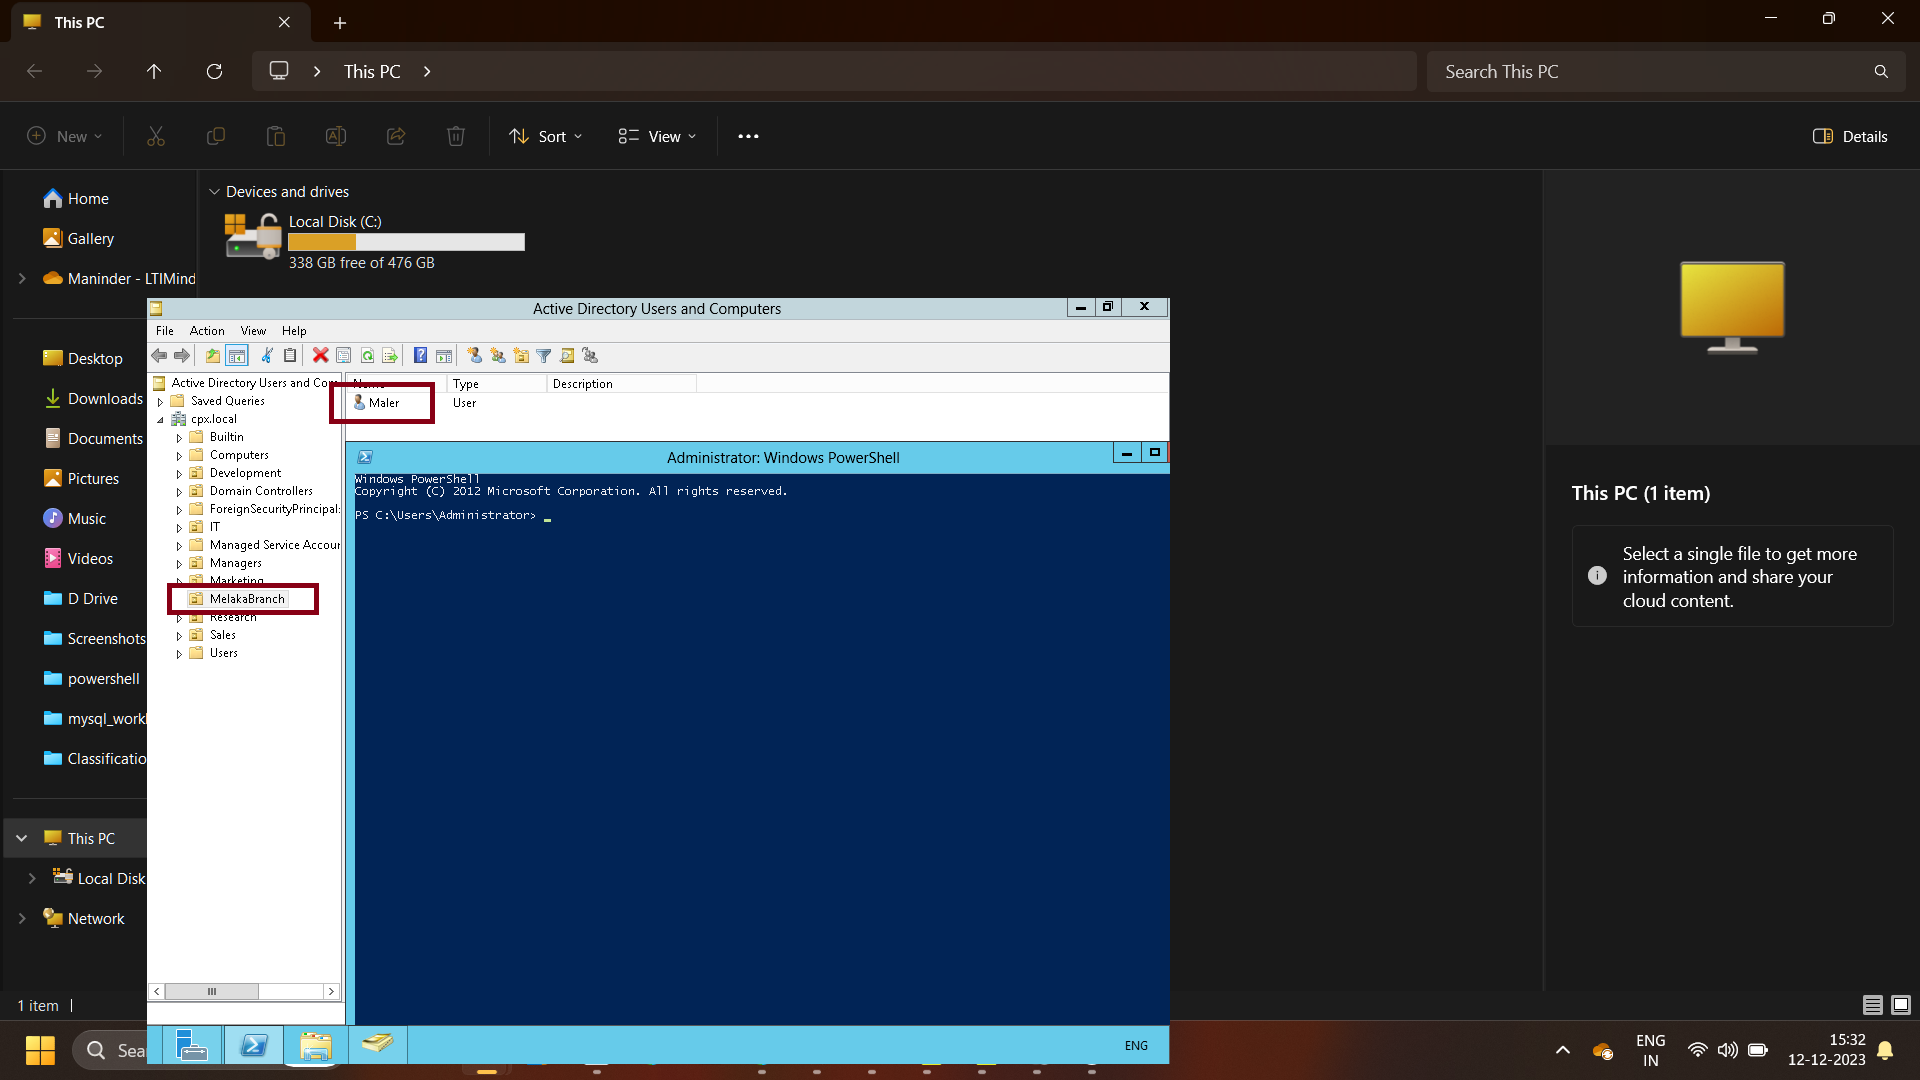 This PC
This PC
Search This PC
New
Sort
View
Details
Home
Gallery
Maninder - LTIMind
Desktop
Downloads
Documents
Pictures
Music
Videos
D Drive
Screenshots
powershell
mysql_work
Classificatio
This PC
Local Disk
Network
1 item
Devices and drives
Local Disk (C:)
338 GB free of 476 GB
Active Directory Users and Computers
File Action View Help
Active Directory Users and Com
Saved Queries
cpx.local
Builtin
Computers
Development
Domain Controllers
ForeignSecurityPrincipal:
IT
Managed Service Accour
Managers
Marketing
MelakaBranch
Research
Sales
Users
Name Type Description
Maler User
Administrator: Windows PowerShell
Windows PowerShell
Copyright (C) 2012 Microsoft Corporation. All rights reserved.
PS C:\Users\Administrator> _
This PC (1 item)
Select a single file to get more
information and share your
cloud content.
Sea
ENG
ENG
IN
15:32
12-12-2023